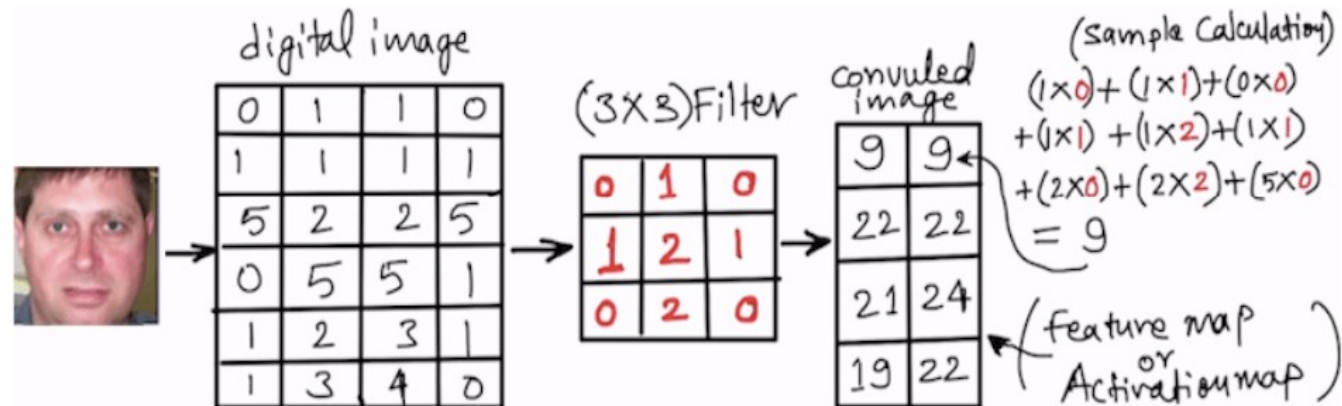 digital image
0 1 1 0
1 1 1 1
5 2 2 5
0 5 5 1
1 2 3 1
1 3 4 0
(3X3)Filter
0 1 0
1 2 1
0 2 0
convuled
image
9 9
22 22
21 24
19 22
(Sample Calculation)
(1X0)+(1X1)+(0X0)
+(1X1)+(1X2)+(1X1)
+(2X0)+(2X2)+(5X0)
= 9
(Feature map
or
Activation map)